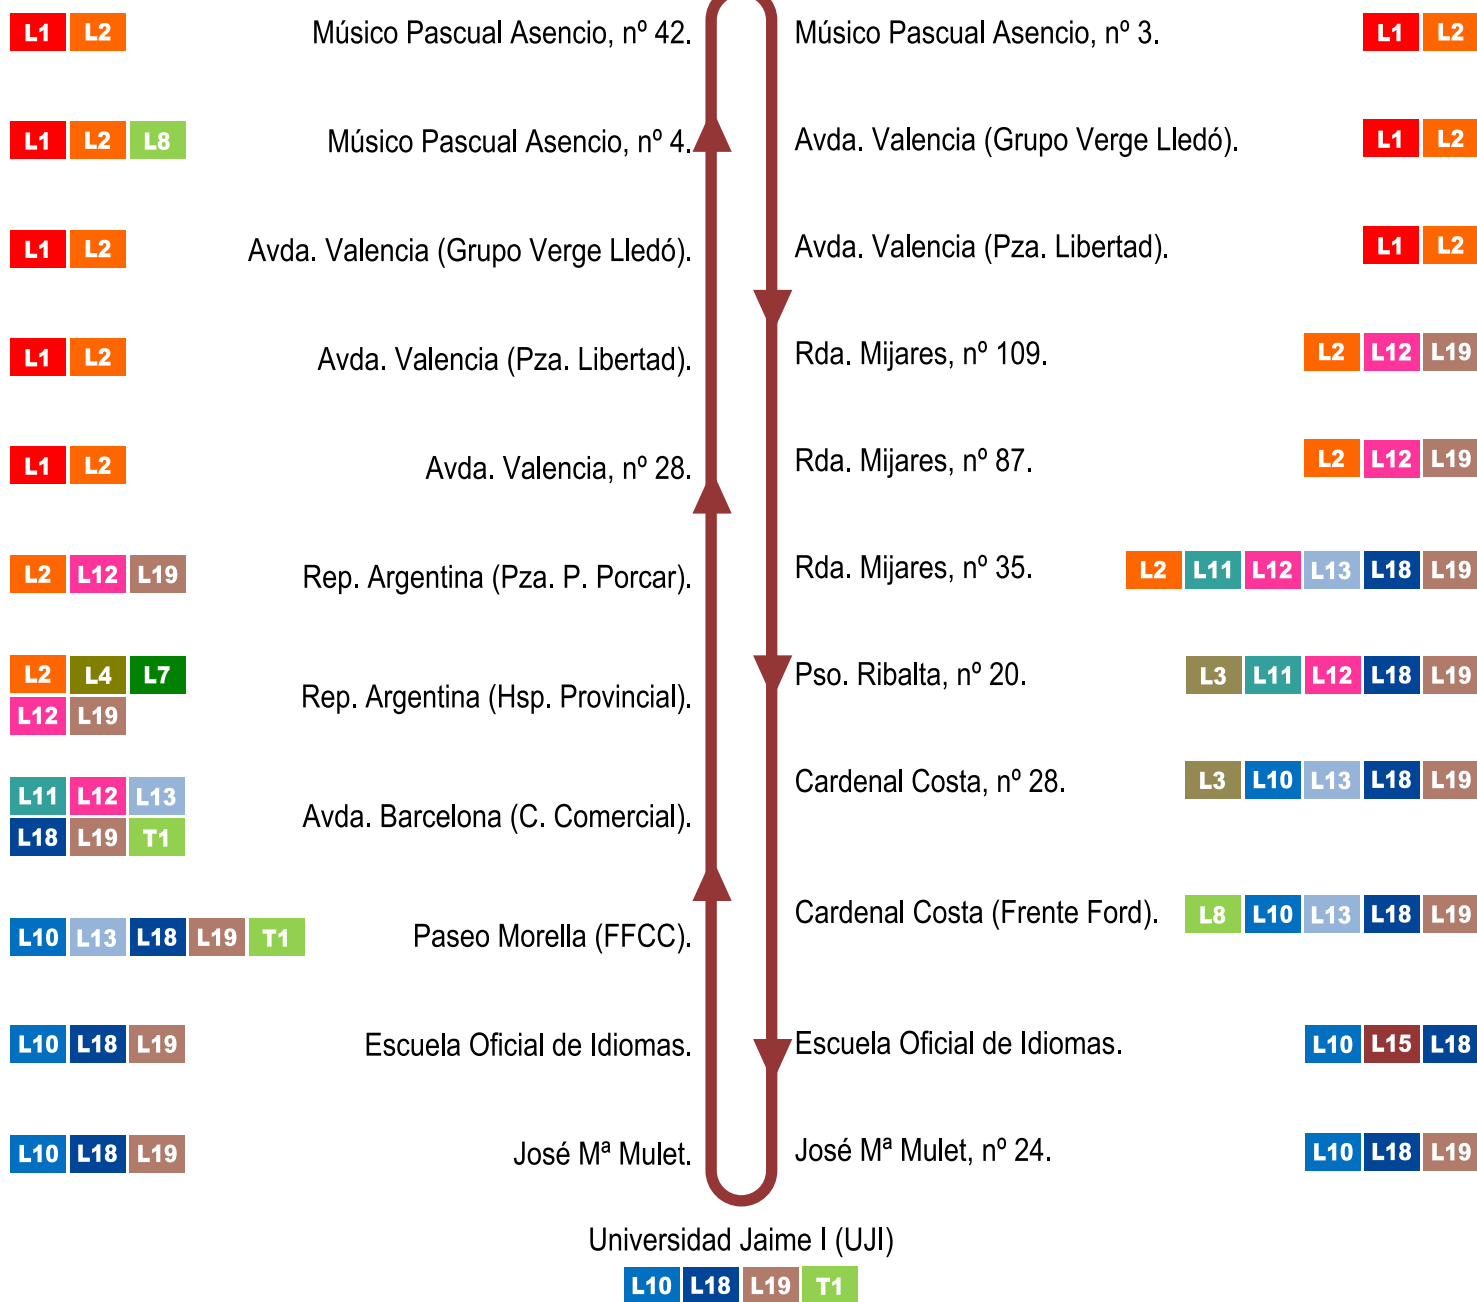 L1 L2 Músico Pascual Asencio, nº 42.
Músico Pascual Asencio, nº 3. L1 L2
L1 L2 L8 Músico Pascual Asencio, nº 4.
Avda. Valencia (Grupo Verge Lledó). L1 L2
L1 L2 Avda. Valencia (Grupo Verge Lledó).
Avda. Valencia (Pza. Libertad). L1 L2
L1 L2 Avda. Valencia (Pza. Libertad).
Rda. Mijares, nº 109. L2 L12 L19
L1 L2 Avda. Valencia, nº 28.
Rda. Mijares, nº 87. L2 L12 L19
L2 L12 L19 Rep. Argentina (Pza. P. Porcar).
Rda. Mijares, nº 35. L2 L11 L12 L13 L18 L19
L2 L4 L7
L12 L19
Rep. Argentina (Hsp. Provincial).
Pso. Ribalta, nº 20. L3 L11 L12 L18 L19
L11 L12 L13
L18 L19 T1
Avda. Barcelona (C. Comercial).
Cardenal Costa, nº 28. L3 L10 L13 L18 L19
L10 L13 L18 L19 T1 Paseo Morella (FFCC).
Cardenal Costa (Frente Ford). L8 L10 L13 L18 L19
L10 L18 L19 Escuela Oficial de Idiomas.
Escuela Oficial de Idiomas. L10 L15 L18
L10 L18 L19 José Mª Mulet.
José Mª Mulet, nº 24. L10 L18 L19
Universidad Jaime I (UJI)
L10 L18 L19 T1